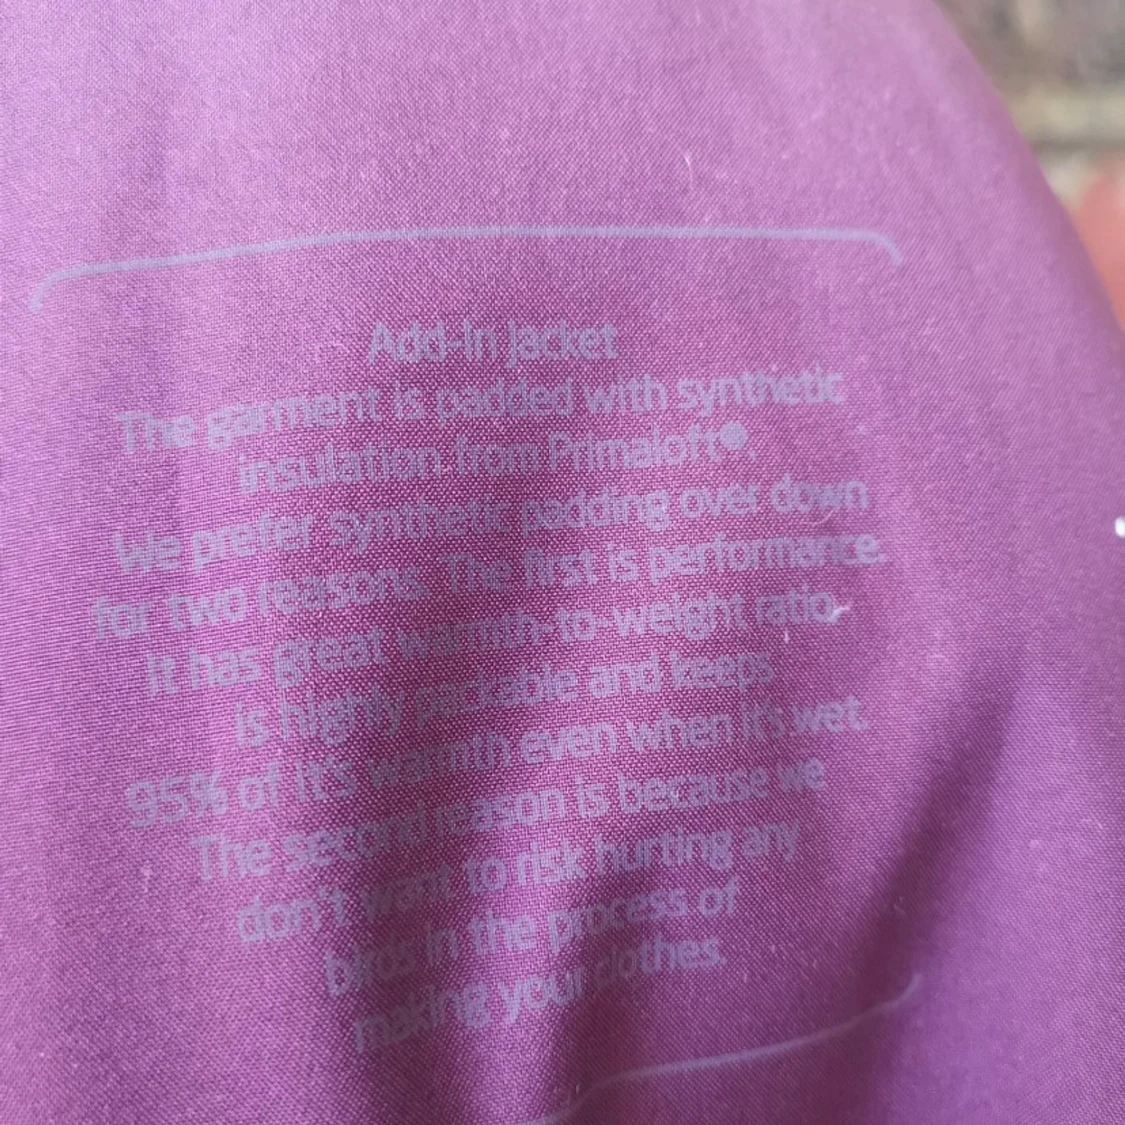 Add-In Jacket
The garment is padded with synthetic
insulation from Primaloft®.
We prefer synthetic padding over down
for two reasons. The first is performance.
It has great warmth-to-weight ratio,
is highly packable and keeps
95% of it's warmth even when it's wet.
The second reason is because we
don't want to risk hurting any
birds in the process of
making your clothes.